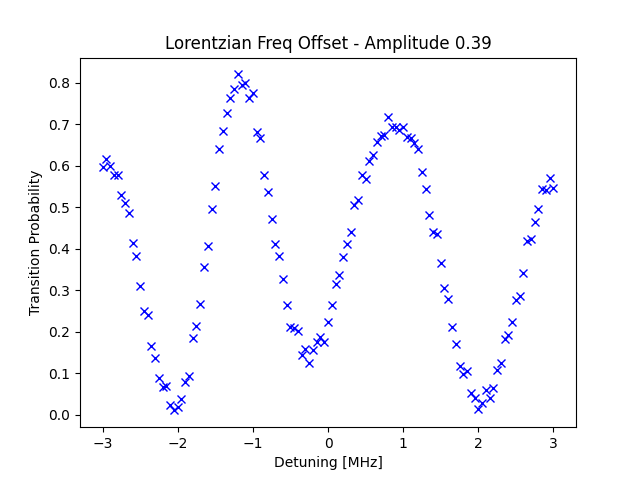 Lorentzian Freq Offset - Amplitude 0.39
Transition Probability
0.8
0.7
0.6
0.5
0.4
0.3
0.2
0.1
0.0
−3 −2 −1 0 1 2 3
Detuning [MHz]